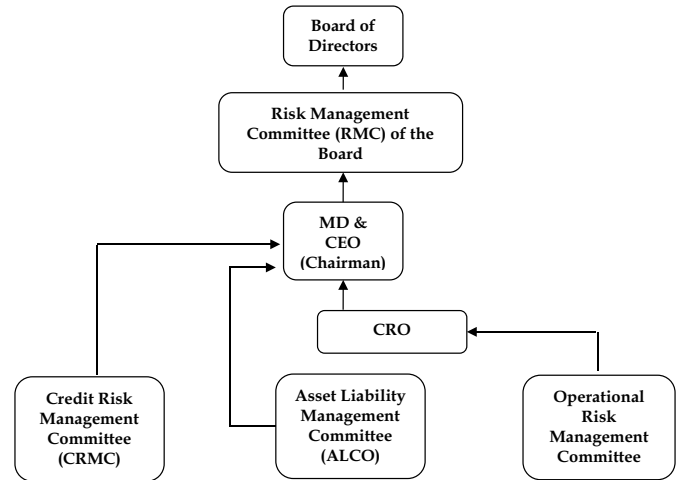 Board of
Directors
Risk Management
Committee (RMC) of the
Board
MD &
CEO
(Chairman)
CRO
Credit Risk
Management
Committee
(CRMC)
Asset Liability
Management
Committee
(ALCO)
Operational
Risk
Management
Committee